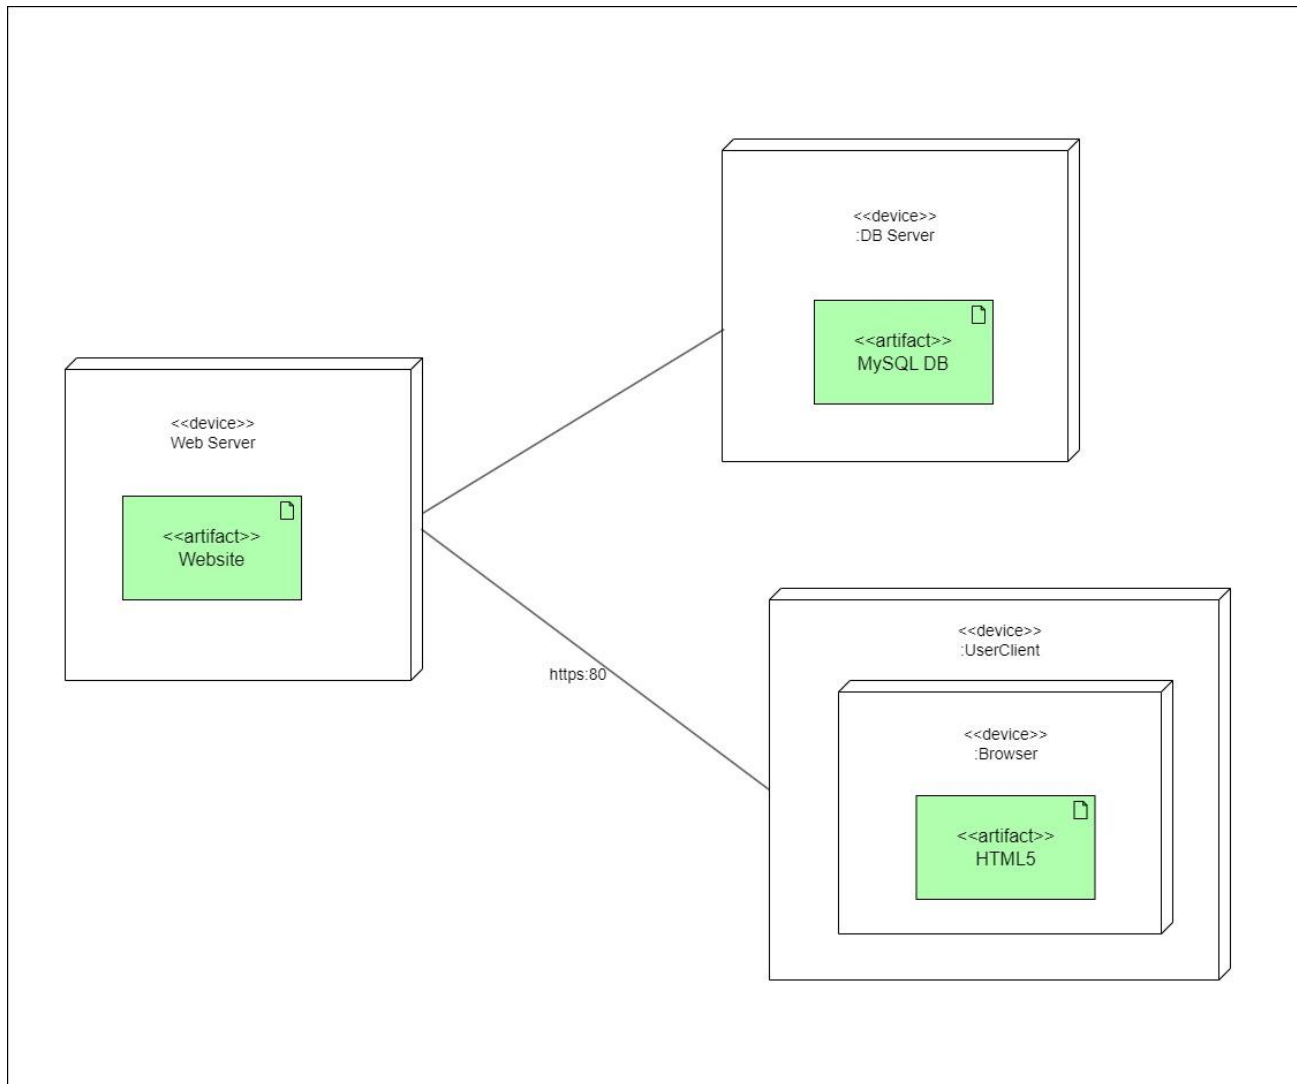 <<device>>
:DB Server
<<artifact>>
MySQL DB
<<device>>
Web Server
<<artifact>>
Website
https:80
<<device>>
:UserClient
<<device>>
:Browser
<<artifact>>
HTML5